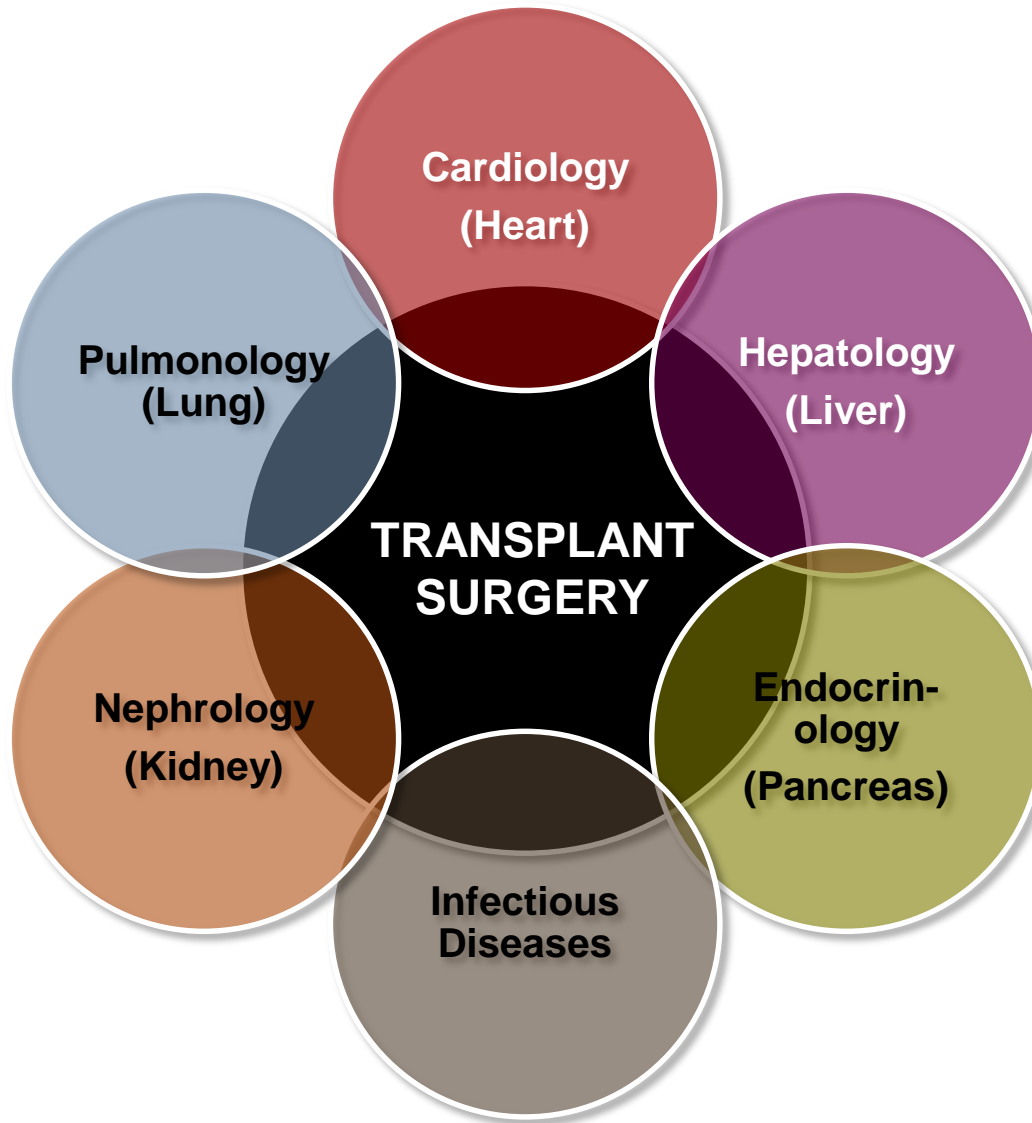 Cardiology
(Heart)
Pulmonology
(Lung)
Hepatology
(Liver)
TRANSPLANT
SURGERY
Nephrology
(Kidney)
Endocrin-
ology
(Pancreas)
Infectious
Diseases